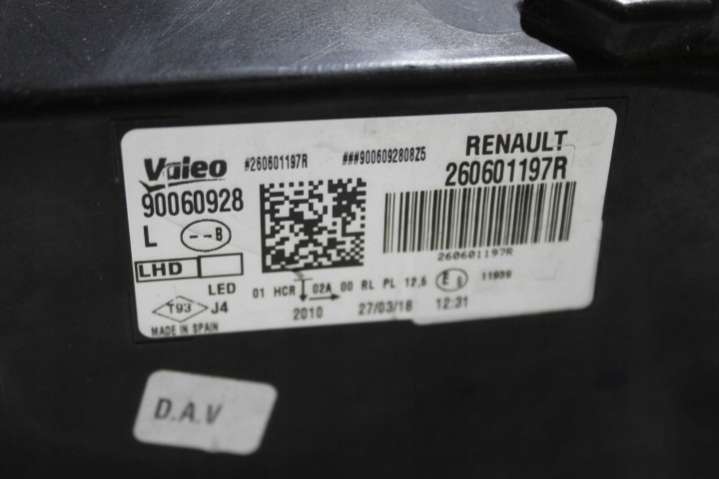 Valeo #260601197R ###9006092808Z5 RENAULT
90060928 260601197R
L --B
LHD 260601197R
LED 01 HCR 02A 00 RL PL 12,5 E 11939
T93 J4 2010 27/03/18 12:31
MADE IN SPAIN
D.A.V